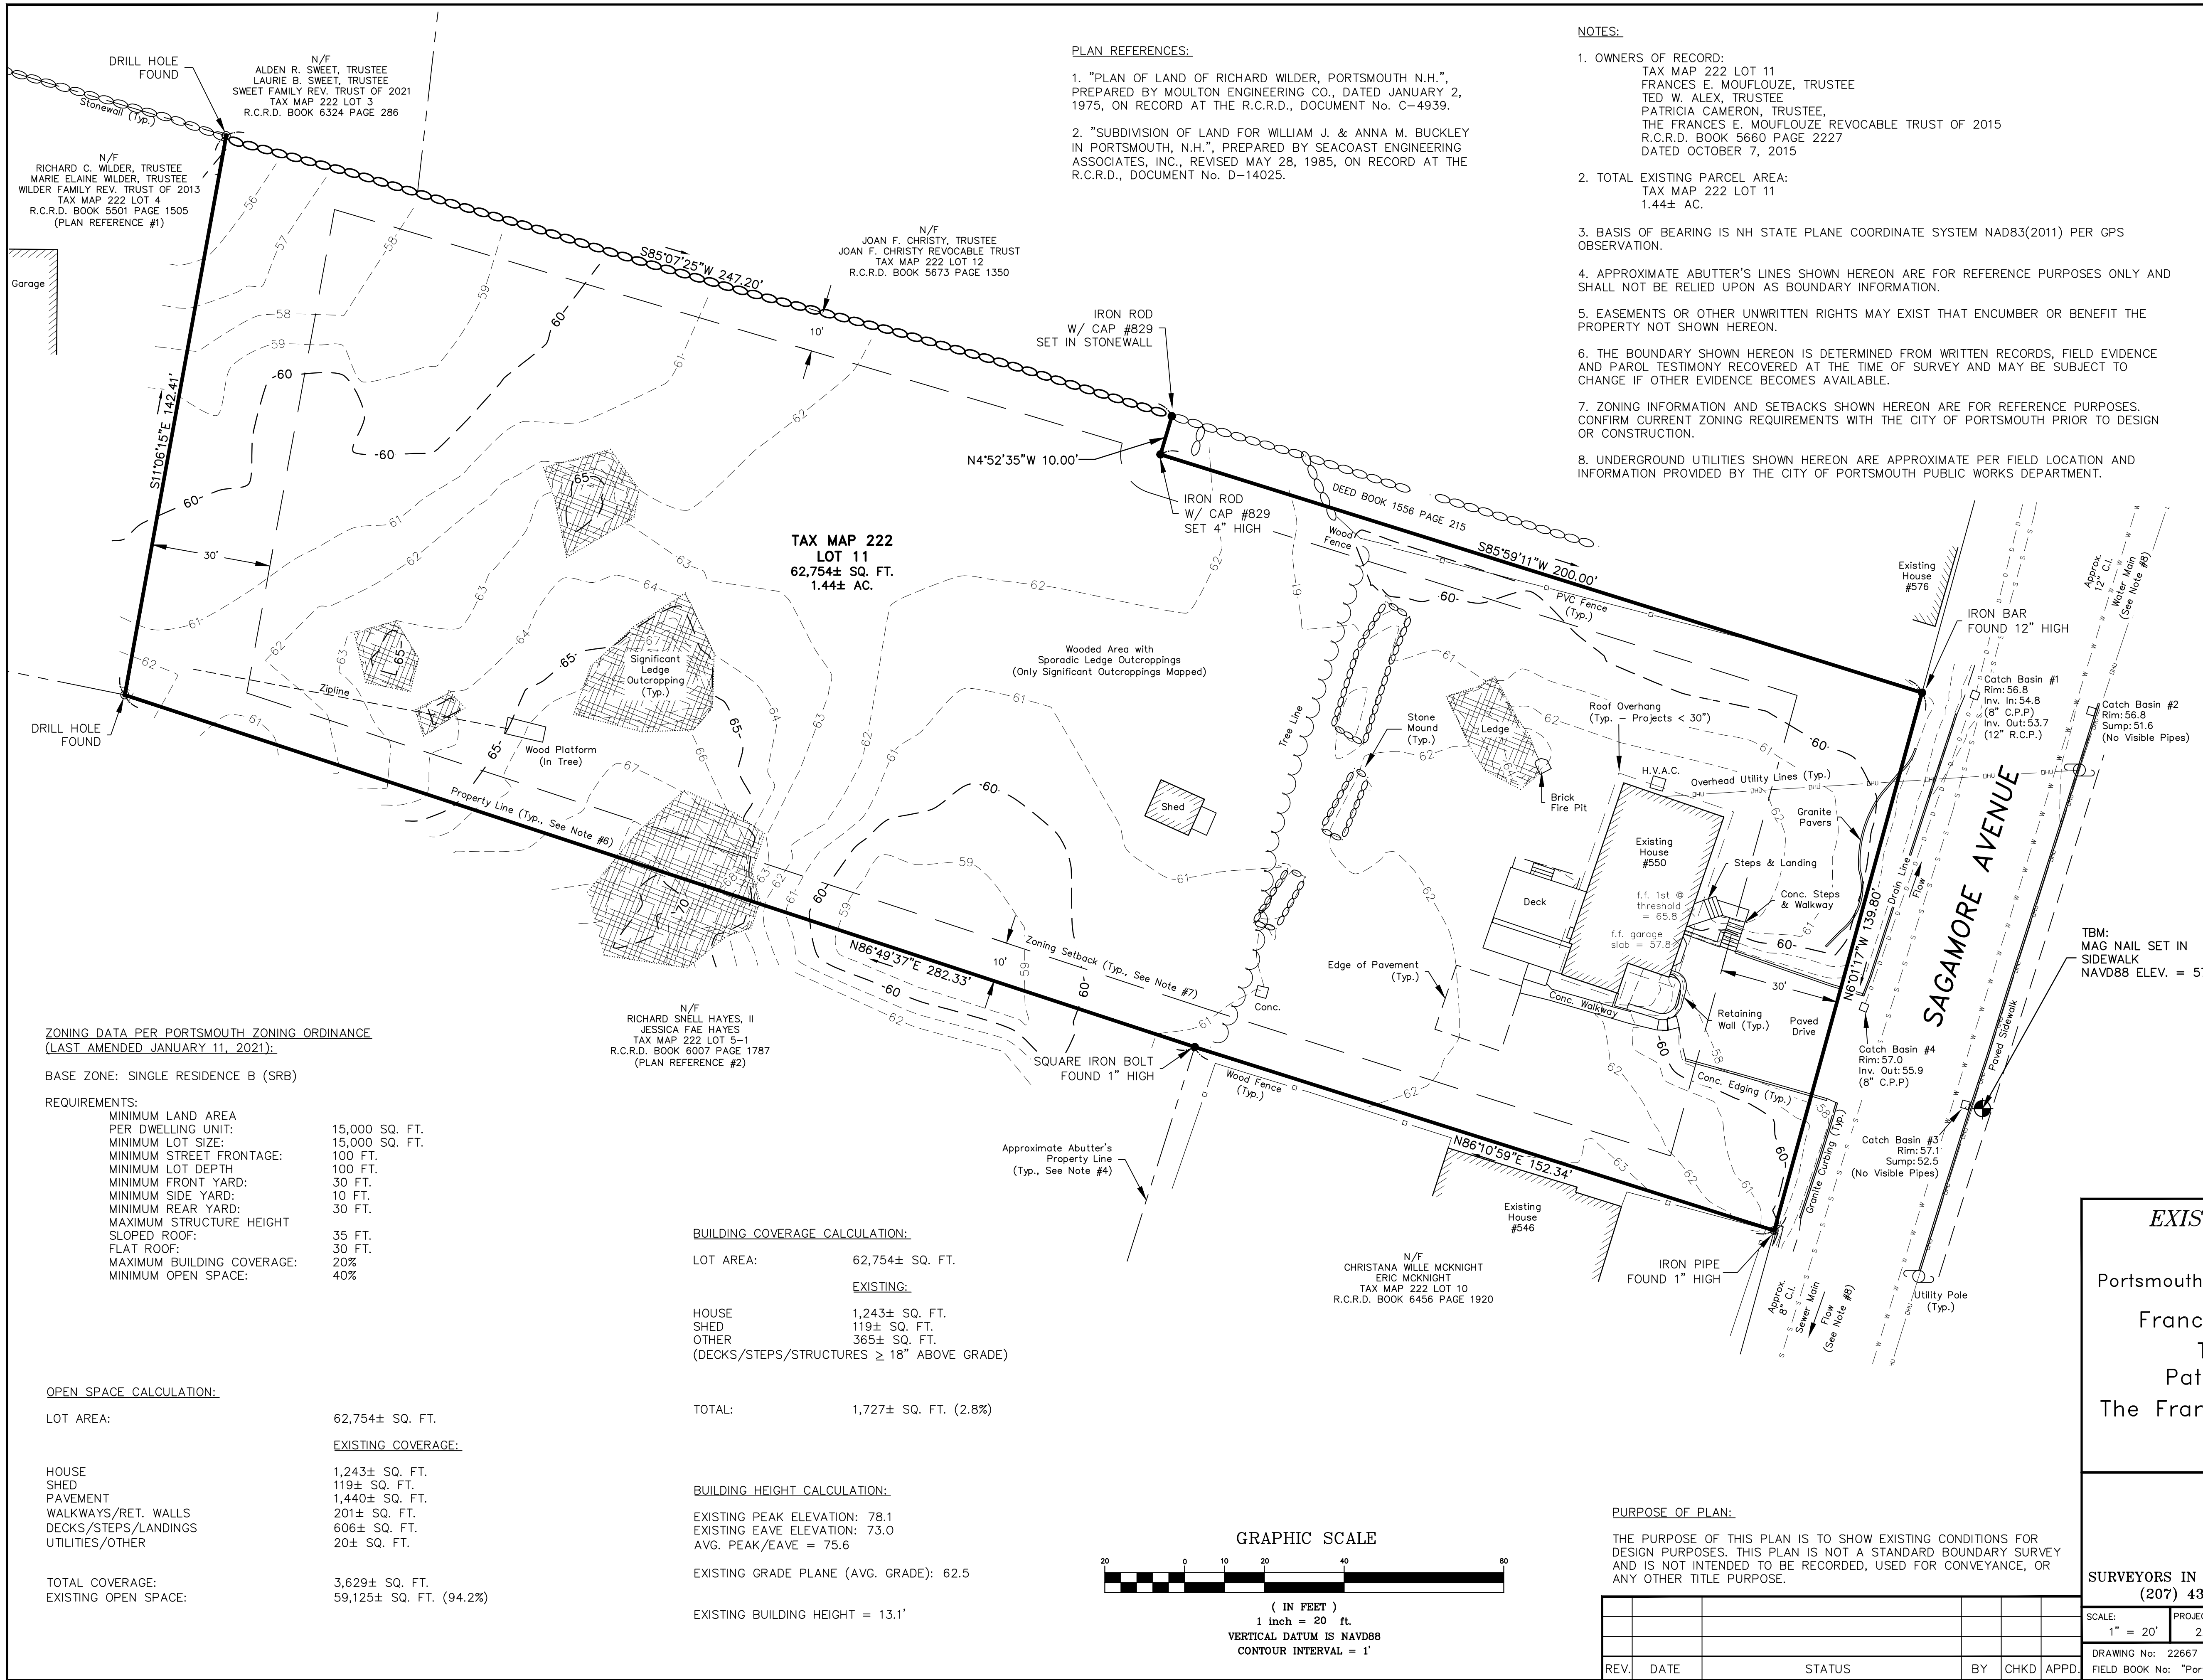 DRILL HOLE
FOUND
N/F
ALDEN R. SWEET, TRUSTEE
LAURIE B. SWEET, TRUSTEE
SWEET FAMILY REV. TRUST OF 2021
TAX MAP 222 LOT 3
R.C.R.D. BOOK 6324 PAGE 286
Stonewall (Typ.)
N/F
RICHARD C. WILDER, TRUSTEE
MARIE ELAINE WILDER, TRUSTEE
WILDER FAMILY REV. TRUST OF 2013
TAX MAP 222 LOT 4
R.C.R.D. BOOK 5501 PAGE 1505
(PLAN REFERENCE #1)
Garage
PLAN REFERENCES:
1. "PLAN OF LAND OF RICHARD WILDER, PORTSMOUTH N.H.",
PREPARED BY MOULTON ENGINEERING CO., DATED JANUARY 2,
1975, ON RECORD AT THE R.C.R.D., DOCUMENT No. C-4939.
2. "SUBDIVISION OF LAND FOR WILLIAM J. & ANNA M. BUCKLEY
IN PORTSMOUTH, N.H.", PREPARED BY SEACOAST ENGINEERING
ASSOCIATES, INC., REVISED MAY 28, 1985, ON RECORD AT THE
R.C.R.D., DOCUMENT No. D-14025.
NOTES:
1. OWNERS OF RECORD:
TAX MAP 222 LOT 11
FRANCES E. MOUFLOUZE, TRUSTEE
TED W. ALEX, TRUSTEE
PATRICIA CAMERON, TRUSTEE,
THE FRANCES E. MOUFLOUZE REVOCABLE TRUST OF 2015
R.C.R.D. BOOK 5660 PAGE 2227
DATED OCTOBER 7, 2015
2. TOTAL EXISTING PARCEL AREA:
TAX MAP 222 LOT 11
1.44± AC.
3. BASIS OF BEARING IS NH STATE PLANE COORDINATE SYSTEM NAD83(2011) PER GPS
OBSERVATION.
4. APPROXIMATE ABUTTER'S LINES SHOWN HEREON ARE FOR REFERENCE PURPOSES ONLY AND
SHALL NOT BE RELIED UPON AS BOUNDARY INFORMATION.
5. EASEMENTS OR OTHER UNWRITTEN RIGHTS MAY EXIST THAT ENCUMBER OR BENEFIT THE
PROPERTY NOT SHOWN HEREON.
6. THE BOUNDARY SHOWN HEREON IS DETERMINED FROM WRITTEN RECORDS, FIELD EVIDENCE
AND PAROL TESTIMONY RECOVERED AT THE TIME OF SURVEY AND MAY BE SUBJECT TO
CHANGE IF OTHER EVIDENCE BECOMES AVAILABLE.
7. ZONING INFORMATION AND SETBACKS SHOWN HEREON ARE FOR REFERENCE PURPOSES.
CONFIRM CURRENT ZONING REQUIREMENTS WITH THE CITY OF PORTSMOUTH PRIOR TO DESIGN
OR CONSTRUCTION.
8. UNDERGROUND UTILITIES SHOWN HEREON ARE APPROXIMATE PER FIELD LOCATION AND
INFORMATION PROVIDED BY THE CITY OF PORTSMOUTH PUBLIC WORKS DEPARTMENT.
N/F
JOAN F. CHRISTY, TRUSTEE
JOAN F. CHRISTY REVOCABLE TRUST
TAX MAP 222 LOT 12
R.C.R.D. BOOK 5673 PAGE 1350
S85°07'25"W 247.20'
10'
IRON ROD
W/ CAP #829
SET IN STONEWALL
N4°52'35"W 10.00'
IRON ROD
W/ CAP #829
SET 4" HIGH
DEED BOOK 1556 PAGE 215
S85°59'11"W 200.00'
Wood
Fence
PVC Fence
(Typ.)
S11°06'15"E 142.41'
30'
TAX MAP 222
LOT 11
62,754± SQ. FT.
1.44± AC.
Existing
House
#576
Approx.
12" C.I.
Water Main
(See Note #8)
IRON BAR
FOUND 12" HIGH
Catch Basin #1
Rim: 56.8
Inv. In: 54.8
(8" C.P.P)
Inv. Out: 53.7
(12" R.C.P.)
Catch Basin #2
Rim: 56.8
Sump: 51.6
(No Visible Pipes)
Significant
Ledge
Outcropping
(Typ.)
Wooded Area with
Sporadic Ledge Outcroppings
(Only Significant Outcroppings Mapped)
Zipline
Wood Platform
(In Tree)
DRILL HOLE
FOUND
Tree Line
Stone
Mound
(Typ.)
Ledge
Roof Overhang
(Typ. - Projects < 30")
H.V.A.C.
Overhead Utility Lines (Typ.)
Brick
Fire Pit
Granite
Pavers
Shed
Existing
House
#550
Steps & Landing
f.f. 1st @
threshold
= 65.8
Conc. Steps
& Walkway
f.f. garage
slab = 57.8
Deck
Drain Line
Flow
SAGAMORE AVENUE
N6°01'17"W 139.80'
Property Line (Typ., See Note #6)
N86°49'37"E 282.33'
10'
Zoning Setback (Typ., See Note #7)
Edge of Pavement
(Typ.)
Conc.
Conc. Walkway
30'
Retaining
Wall (Typ.)
Paved
Drive
TBM:
MAG NAIL SET IN
SIDEWALK
NAVD88 ELEV. = 5
Paved Sidewalk
Catch Basin #4
Rim: 57.0
Inv. Out: 55.9
(8" C.P.P)
Conc. Edging (Typ.)
Catch Basin #3
Rim: 57.1
Sump: 52.5
(No Visible Pipes)
Granite Curbing (Typ.)
N/F
RICHARD SNELL HAYES, II
JESSICA FAE HAYES
TAX MAP 222 LOT 5-1
R.C.R.D. BOOK 6007 PAGE 1787
(PLAN REFERENCE #2)
SQUARE IRON BOLT
FOUND 1" HIGH
Wood Fence
(Typ.)
N86°10'59"E 152.34'
Approximate Abutter's
Property Line
(Typ., See Note #4)
Existing
House
#546
N/F
CHRISTANA WILLE MCKNIGHT
ERIC MCKNIGHT
TAX MAP 222 LOT 10
R.C.R.D. BOOK 6456 PAGE 1920
IRON PIPE
FOUND 1" HIGH
Approx.
8" C.I.
Sewer Main
Flow
(See Note #8)
Utility Pole
(Typ.)
ZONING DATA PER PORTSMOUTH ZONING ORDINANCE
(LAST AMENDED JANUARY 11, 2021):
BASE ZONE: SINGLE RESIDENCE B (SRB)
REQUIREMENTS:
MINIMUM LAND AREA
PER DWELLING UNIT: 15,000 SQ. FT.
MINIMUM LOT SIZE: 15,000 SQ. FT.
MINIMUM STREET FRONTAGE: 100 FT.
MINIMUM LOT DEPTH 100 FT.
MINIMUM FRONT YARD: 30 FT.
MINIMUM SIDE YARD: 10 FT.
MINIMUM REAR YARD: 30 FT.
MAXIMUM STRUCTURE HEIGHT
SLOPED ROOF: 35 FT.
FLAT ROOF: 30 FT.
MAXIMUM BUILDING COVERAGE: 20%
MINIMUM OPEN SPACE: 40%
OPEN SPACE CALCULATION:
LOT AREA: 62,754± SQ. FT.
EXISTING COVERAGE:
HOUSE 1,243± SQ. FT.
SHED 119± SQ. FT.
PAVEMENT 1,440± SQ. FT.
WALKWAYS/RET. WALLS 201± SQ. FT.
DECKS/STEPS/LANDINGS 606± SQ. FT.
UTILITIES/OTHER 20± SQ. FT.
TOTAL COVERAGE: 3,629± SQ. FT.
EXISTING OPEN SPACE: 59,125± SQ. FT. (94.2%)
BUILDING COVERAGE CALCULATION:
LOT AREA: 62,754± SQ. FT.
EXISTING:
HOUSE 1,243± SQ. FT.
SHED 119± SQ. FT.
OTHER 365± SQ. FT.
(DECKS/STEPS/STRUCTURES ≥ 18" ABOVE GRADE)
TOTAL: 1,727± SQ. FT. (2.8%)
BUILDING HEIGHT CALCULATION:
EXISTING PEAK ELEVATION: 78.1
EXISTING EAVE ELEVATION: 73.0
AVG. PEAK/EAVE = 75.6
EXISTING GRADE PLANE (AVG. GRADE): 62.5
EXISTING BUILDING HEIGHT = 13.1'
GRAPHIC SCALE
20 0 10 20 40 80
( IN FEET )
1 inch = 20 ft.
VERTICAL DATUM IS NAVD88
CONTOUR INTERVAL = 1'
PURPOSE OF PLAN:
THE PURPOSE OF THIS PLAN IS TO SHOW EXISTING CONDITIONS FOR
DESIGN PURPOSES. THIS PLAN IS NOT A STANDARD BOUNDARY SURVEY
AND IS NOT INTENDED TO BE RECORDED, USED FOR CONVEYANCE, OR
ANY OTHER TITLE PURPOSE.
REV. DATE STATUS BY CHKD APPD.
EXIS
Portsmouth
Franc
T
Pat
The Fran
SURVEYORS IN
(207) 43
SCALE: PROJE
1" = 20' 2
DRAWING No: 22667
FIELD BOOK No: "Por